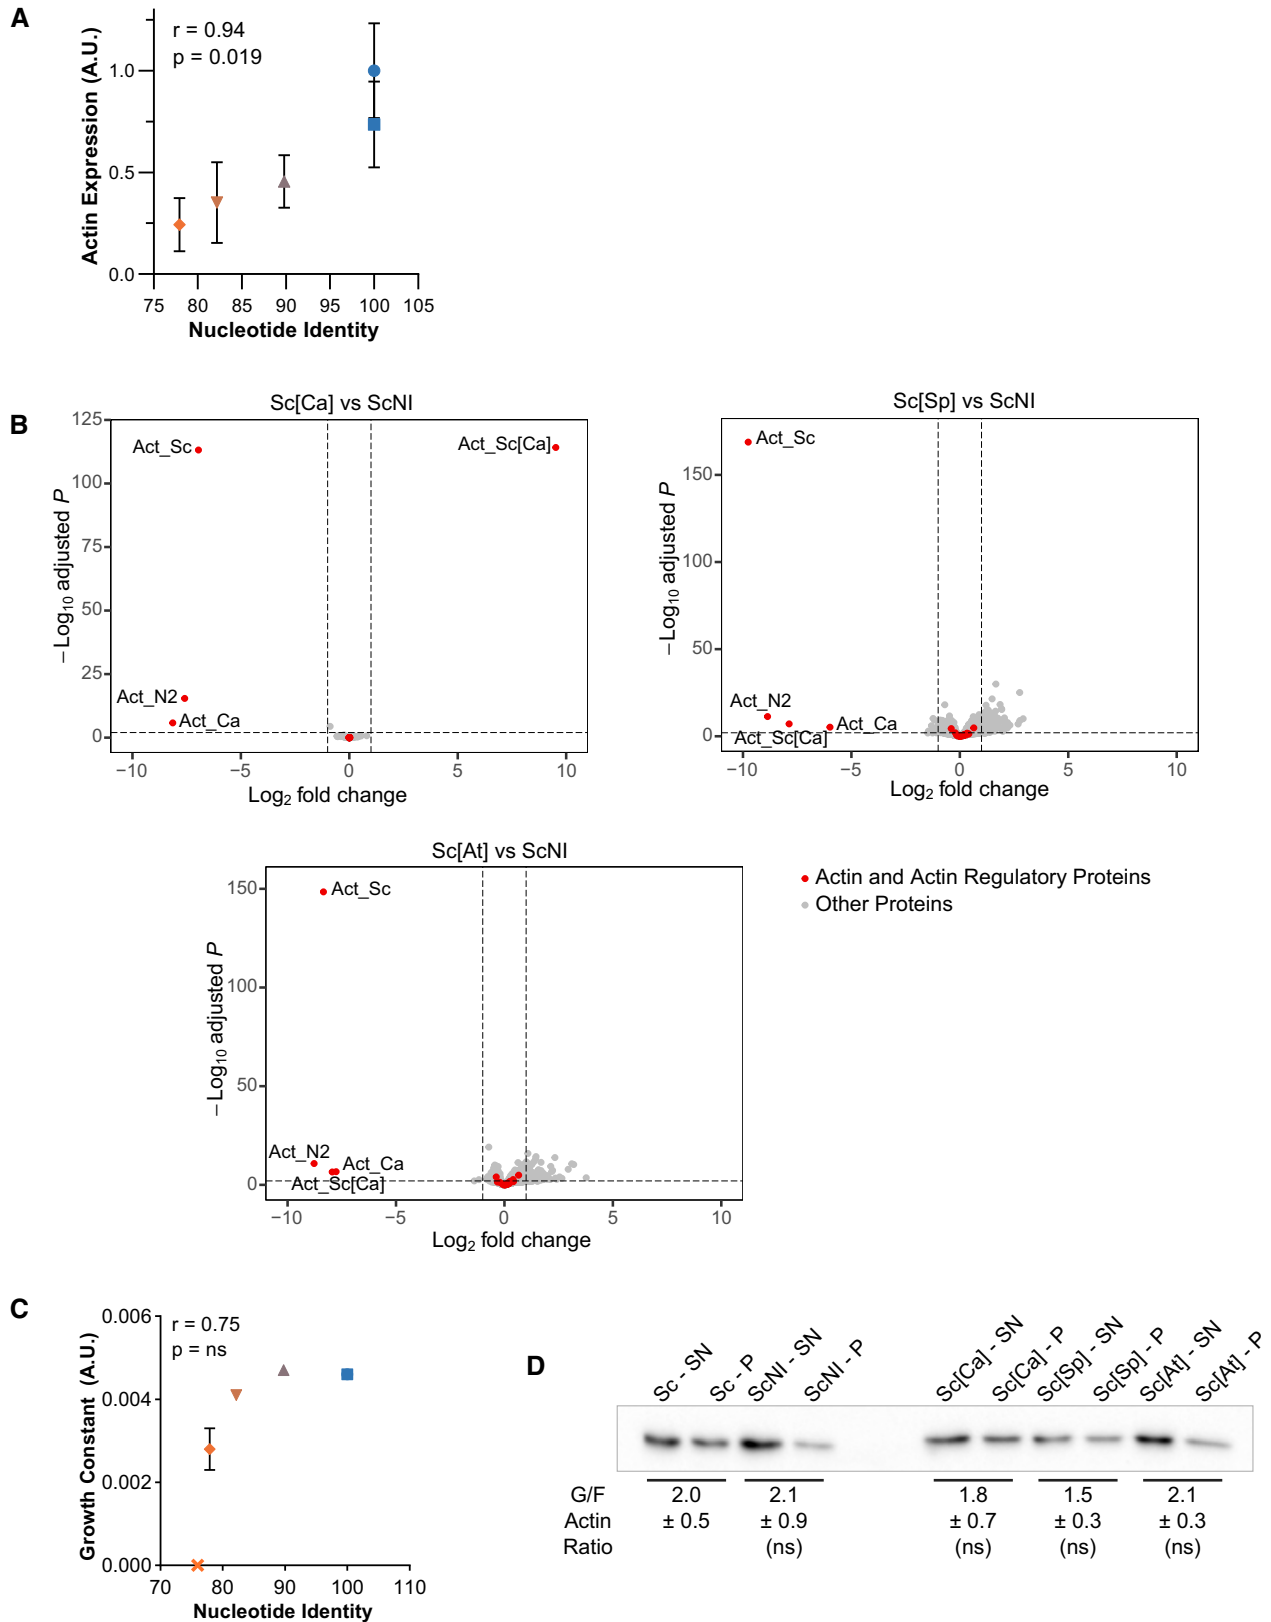 A
r = 0.94
p = 0.019
Actin Expression (A.U.)
1.0
0.5
0.0
75 80 85 90 95 100 105
Nucleotide Identity
B
Sc[Ca] vs ScNI
−Log10 adjusted P
125
100
75
50
25
0
Act_Sc
Act_Sc[Ca]
Act_N2
Act_Ca
−10 −5 0 5 10
Log2 fold change
Sc[Sp] vs ScNI
−Log10 adjusted P
150
100
50
0
Act_Sc
Act_N2
Act_Ca
Act_Sc[Ca]
−10 −5 0 5 10
Log2 fold change
Sc[At] vs ScNI
−Log10 adjusted P
150
100
50
0
Act_Sc
Act_N2
Act_Ca
Act_Sc[Ca]
−10 −5 0 5 10
Log2 fold change
Actin and Actin Regulatory Proteins
Other Proteins
C
r = 0.75
p = ns
Growth Constant (A.U.)
0.006
0.004
0.002
0.000
70 80 90 100 110
Nucleotide Identity
D
Sc - SN
Sc - P
ScNI - SN
ScNI - P
Sc[Ca] - SN
Sc[Ca] - P
Sc[Sp] - SN
Sc[Sp] - P
Sc[At] - SN
Sc[At] - P
G/F 2.0 2.1 1.8 1.5 2.1
Actin ± 0.5 ± 0.9 ± 0.7 ± 0.3 ± 0.3
Ratio (ns) (ns) (ns) (ns)